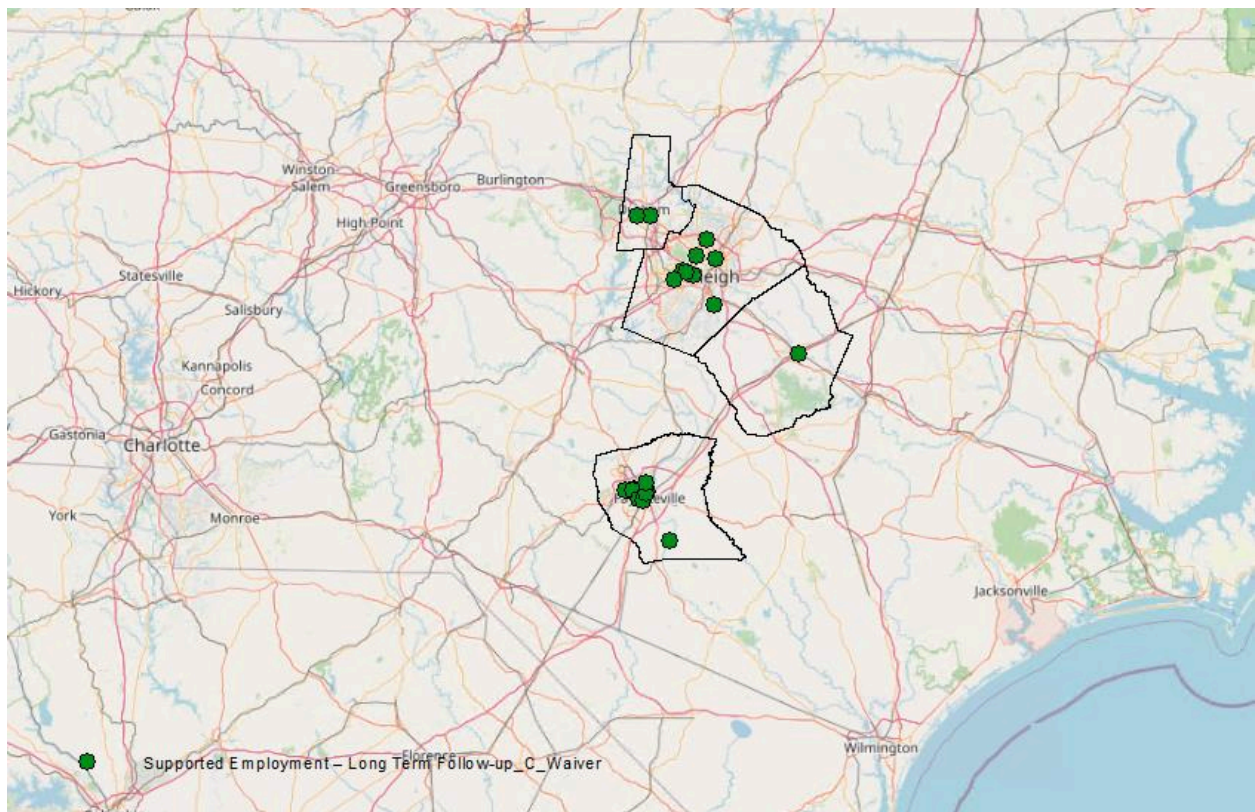 Winston-
Salem
Greensboro
Burlington
High Point
Statesville
Hickory
Salisbury
Kannapolis
Concord
Gastonia
Charlotte
York
Monroe
Jacksonville
Wilmington
Florence
Supported Employment – Long Term Follow-up_C_Waiver